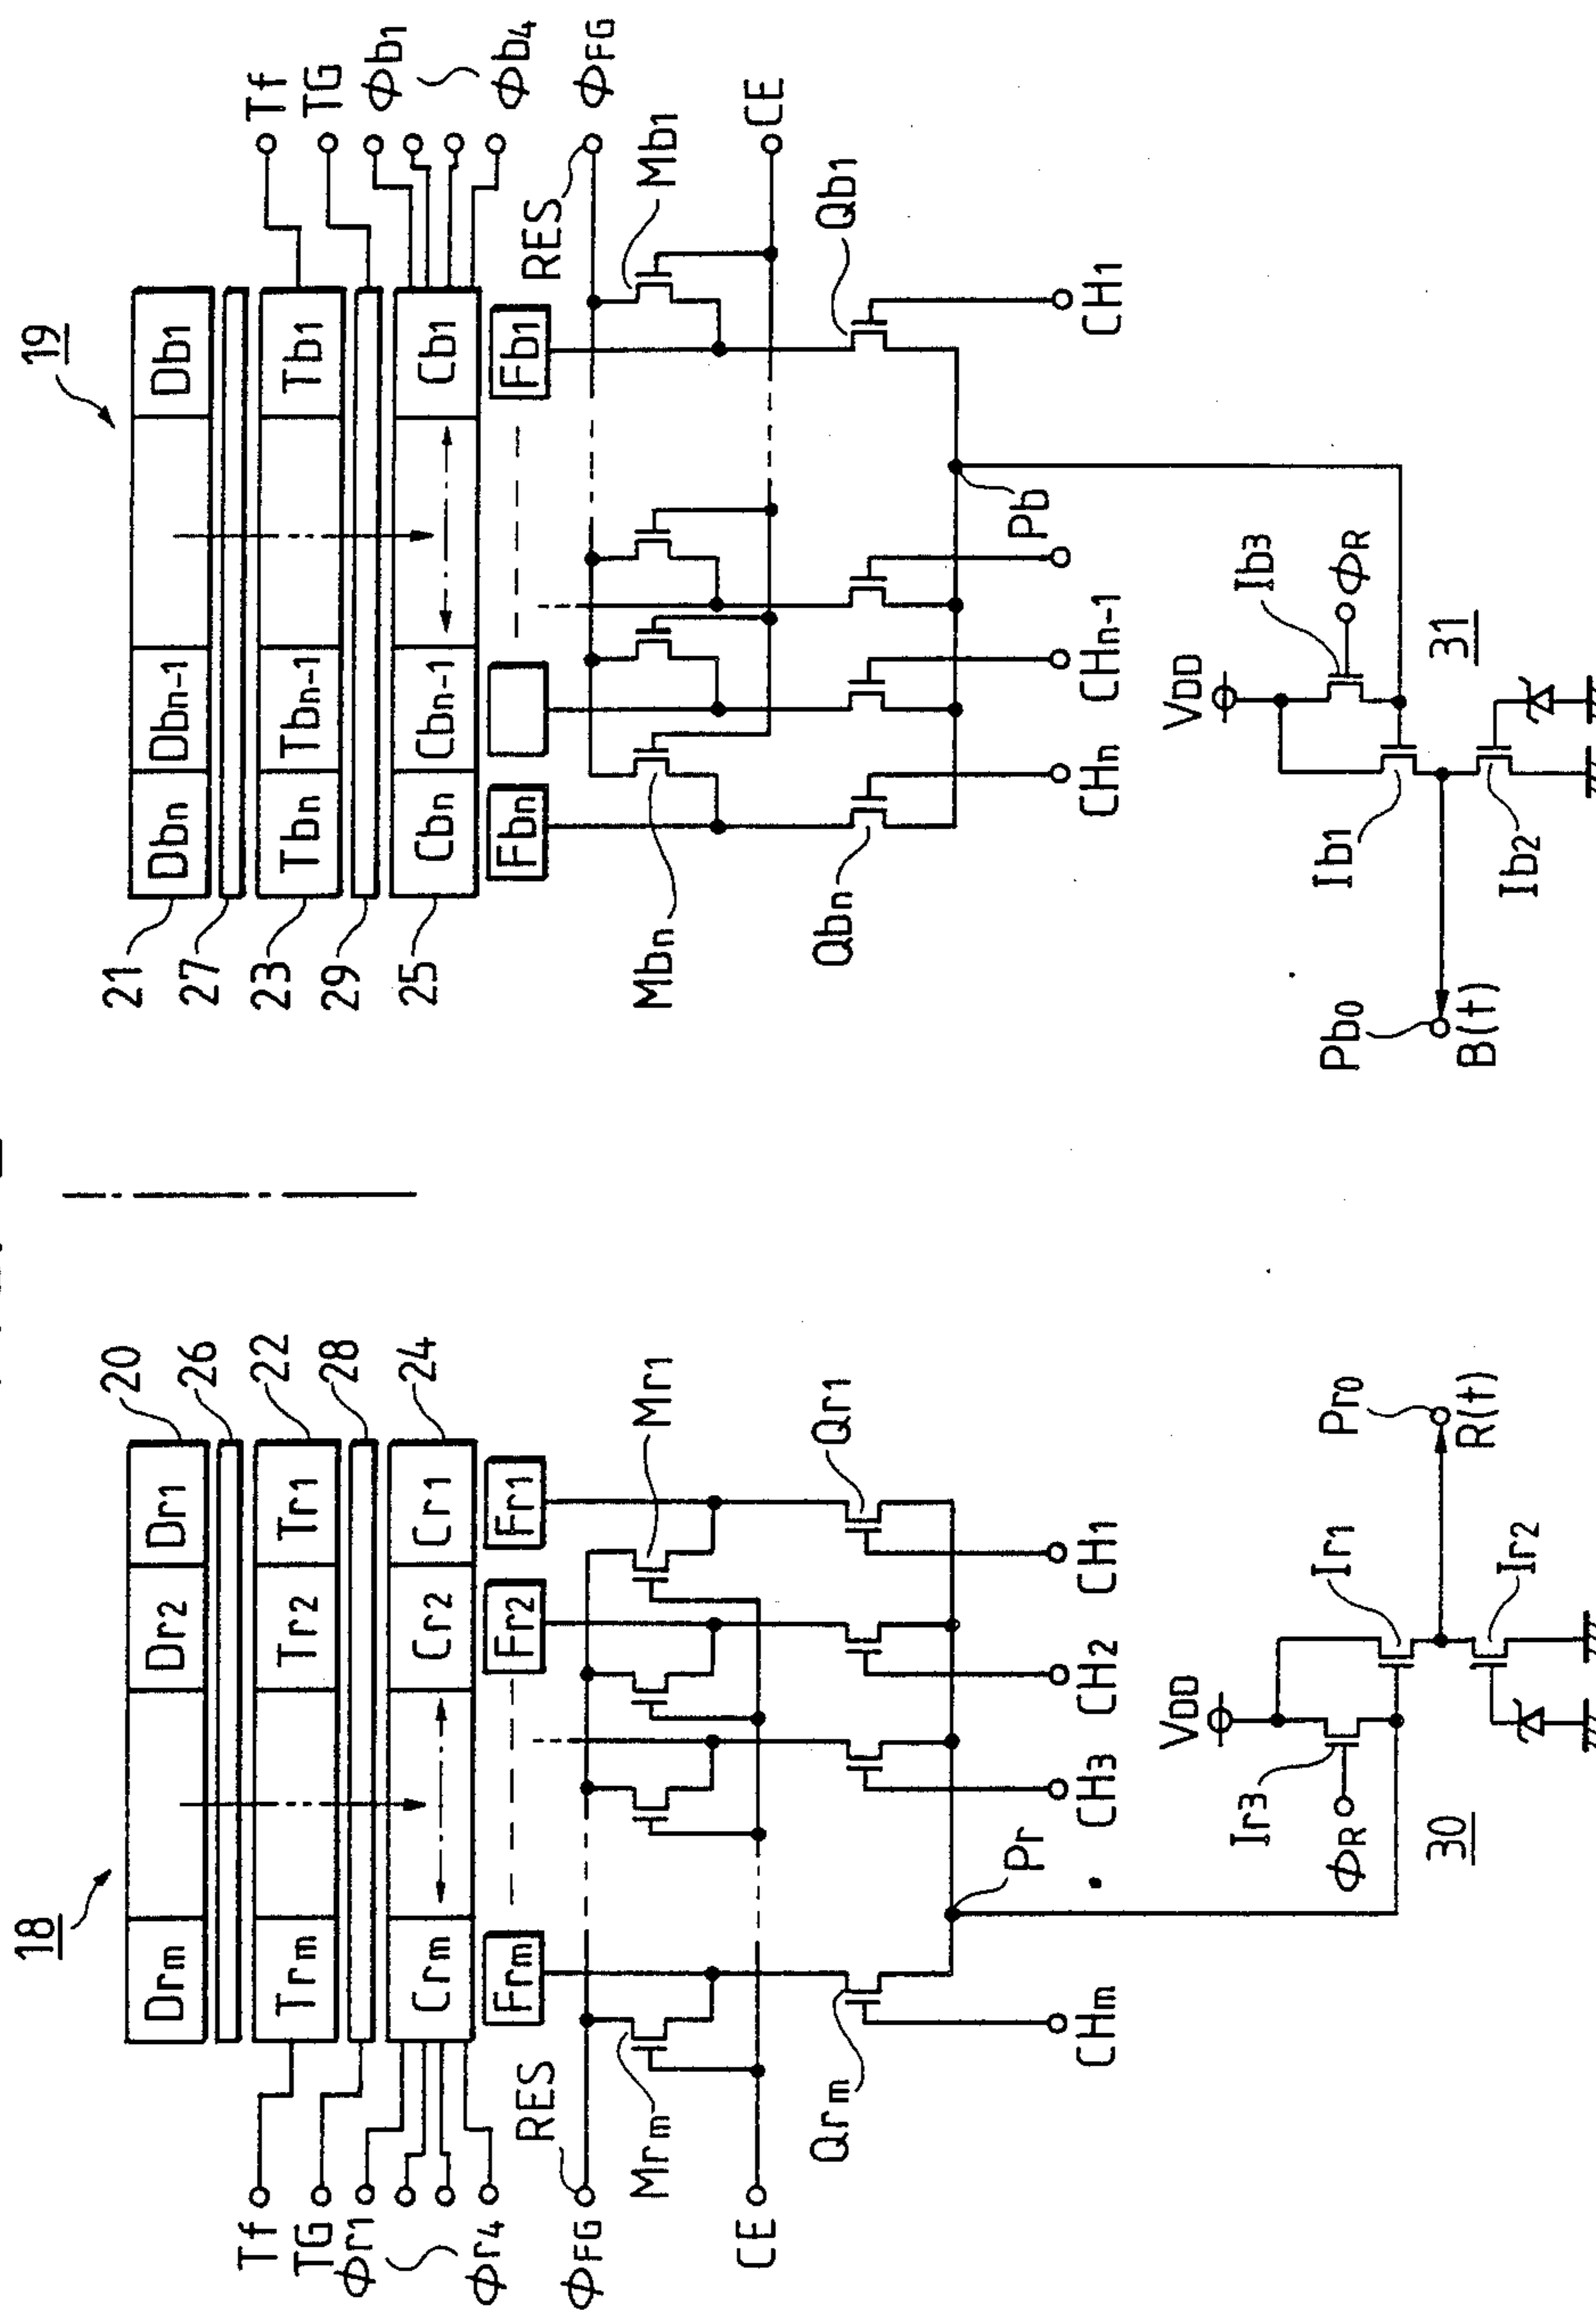 18
19
Drm
Dr2
Dr1
20
26
Trm
Tr2
Tr1
22
28
Crm
Cr2
Cr1
24
Frm
Fr2
Fr1
Tf
TG
Φr1
Φr4
RES
ΦFG
CE
Mrm
Mr1
Qrm
Qr1
Pr
CHm
CH3
CH2
CH1
VDD
Ir3
ΦR
30
Ir1
Ir2
Pr0
R(t)
21
27
23
29
25
Dbn
Dbn-1
Db1
Tbn
Tbn-1
Tb1
Cbn
Cbn-1
Cb1
Fbn
Fb1
Tf
TG
Φb1
Φb4
RES
ΦFG
CE
Mbn
Mb1
Qbn
Qb1
Pb
CHn
CHn-1
CH1
VDD
Ib3
ΦR
31
Ib1
Ib2
Pb0
B(t)